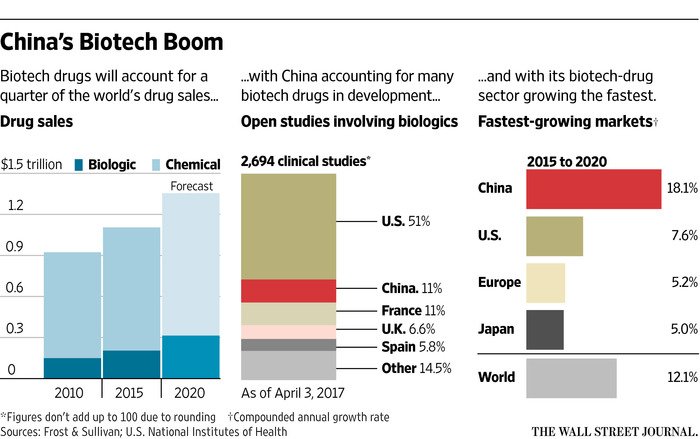 China's Biotech Boom
Biotech drugs will account for a
quarter of the world's drug sales...
Drug sales
$1.5 trillion
Biologic
Chemical
Forecast
1.2
0.9
0.6
0.3
0
2010
2015
2020
...with China accounting for many
biotech drugs in development...
Open studies involving biologics
2,694 clinical studies*
U.S. 51%
China. 11%
France 11%
U.K. 6.6%
Spain 5.8%
Other 14.5%
As of April 3, 2017
...and with its biotech-drug
sector growing the fastest.
Fastest-growing markets†
2015 to 2020
China 18.1%
U.S. 7.6%
Europe 5.2%
Japan 5.0%
World 12.1%
*Figures don't add up to 100 due to rounding †Compounded annual growth rate
Sources: Frost & Sullivan; U.S. National Institutes of Health
THE WALL STREET JOURNAL.